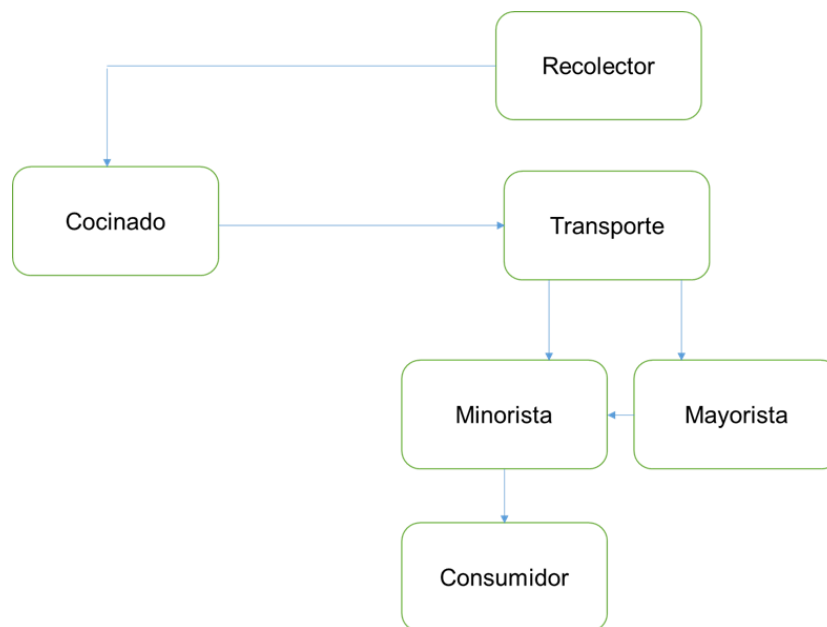 Recolector
Cocinado
Transporte
Minorista
Mayorista
Consumidor